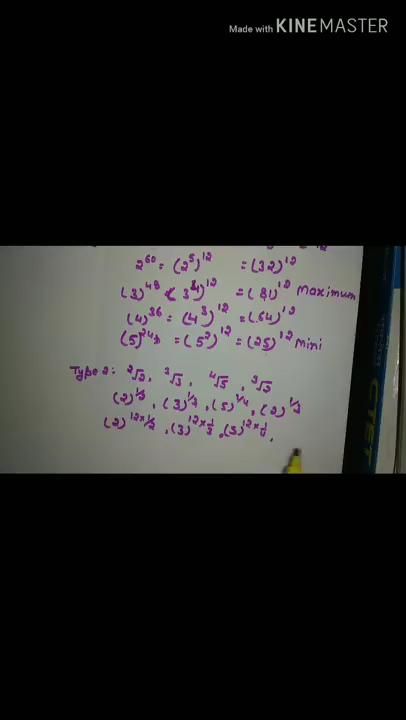 Made with KINEMASTER
2^60 = (2^5)^12 = (32)^12
(3)^48 = (3^4)^12 = (81)^12 Maximum
(4)^36 = (4^3)^12 = (64)^12
(5)^24 = (5^2)^12 = (25)^12 Mini
Type 2: ²√2, ³√3, ⁴√5, ³√2
(2)^1/2, (3)^1/3, (5)^1/4, (2)^1/3
(2)^12×1/2, (3)^12×1/3, (5)^12×1/4,
CTET